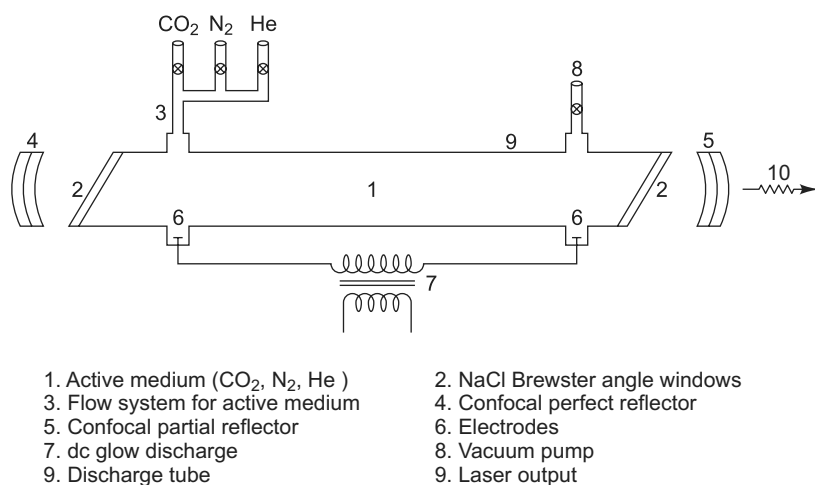 CO2 N2 He
8
3
4
9
5
10
2
1
2
6
6
7
1. Active medium (CO2, N2, He )
2. NaCl Brewster angle windows
3. Flow system for active medium
4. Confocal perfect reflector
5. Confocal partial reflector
6. Electrodes
7. dc glow discharge
8. Vacuum pump
9. Discharge tube
9. Laser output